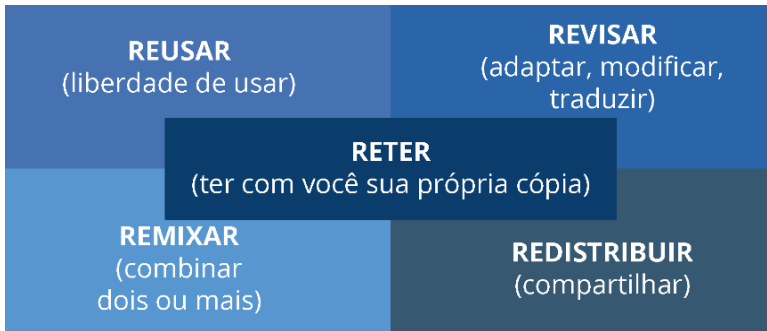 REUSAR
(liberdade de usar)
REVISAR
(adaptar, modificar,
traduzir)
RETER
(ter com você sua própria cópia)
REMIXAR
(combinar
dois ou mais)
REDISTRIBUIR
(compartilhar)